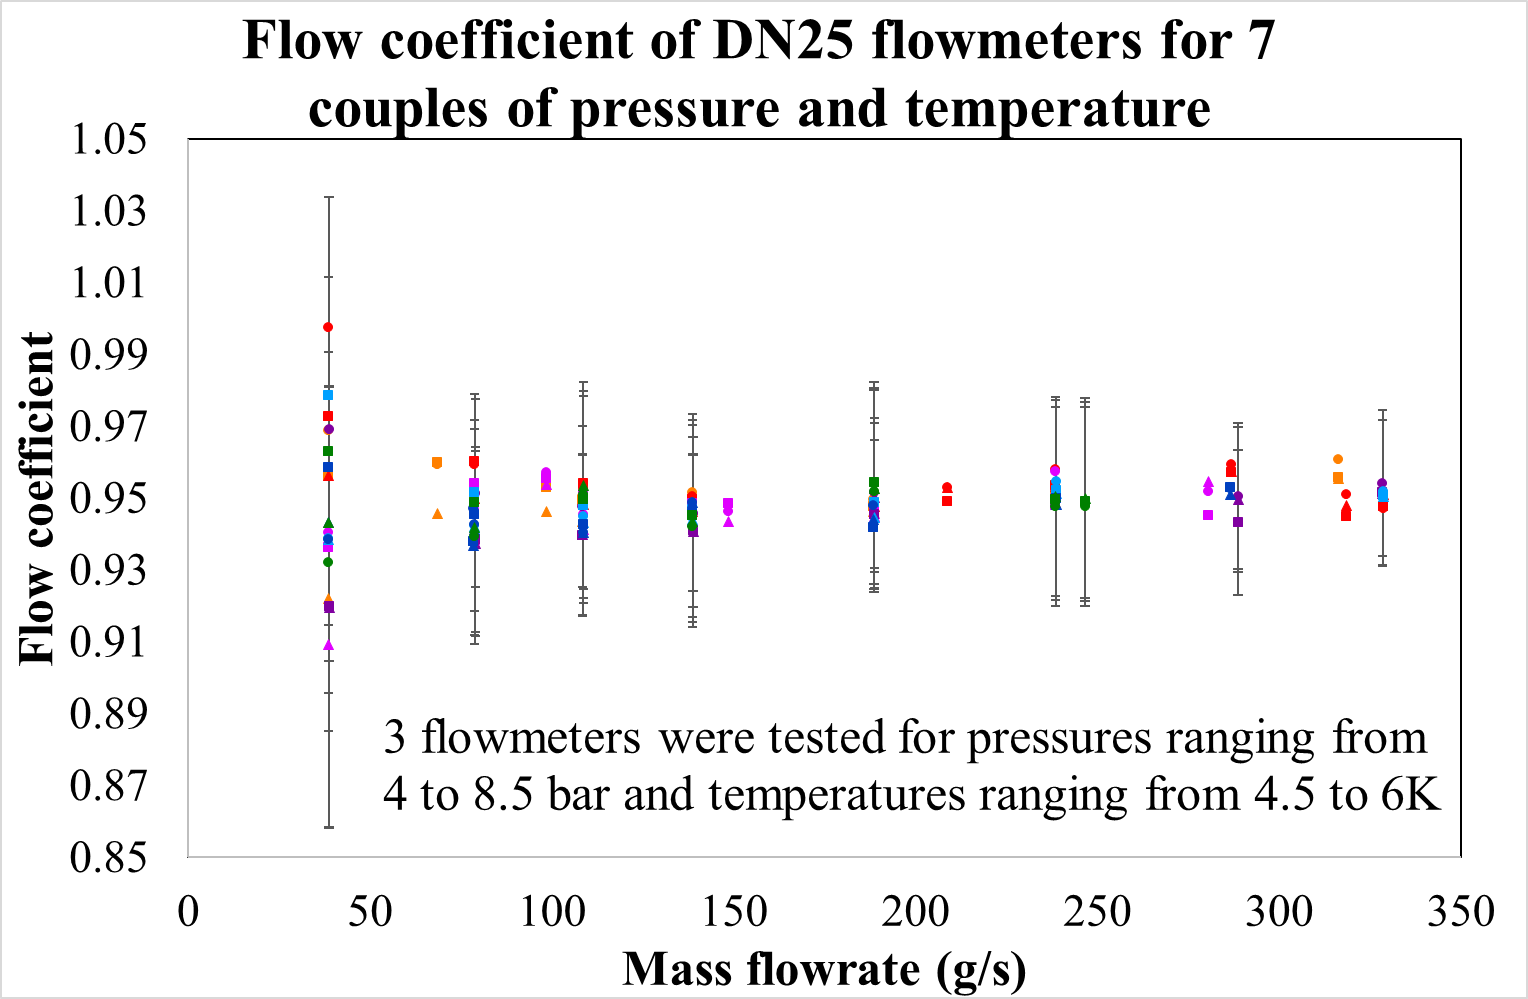 Flow coefficient of DN25 flowmeters for 7
couples of pressure and temperature
1.05
1.03
1.01
0.99
0.97
0.95
0.93
0.91
0.89
0.87
0.85
Flow coefficient
3 flowmeters were tested for pressures ranging from
4 to 8.5 bar and temperatures ranging from 4.5 to 6K
0 50 100 150 200 250 300 350
Mass flowrate (g/s)